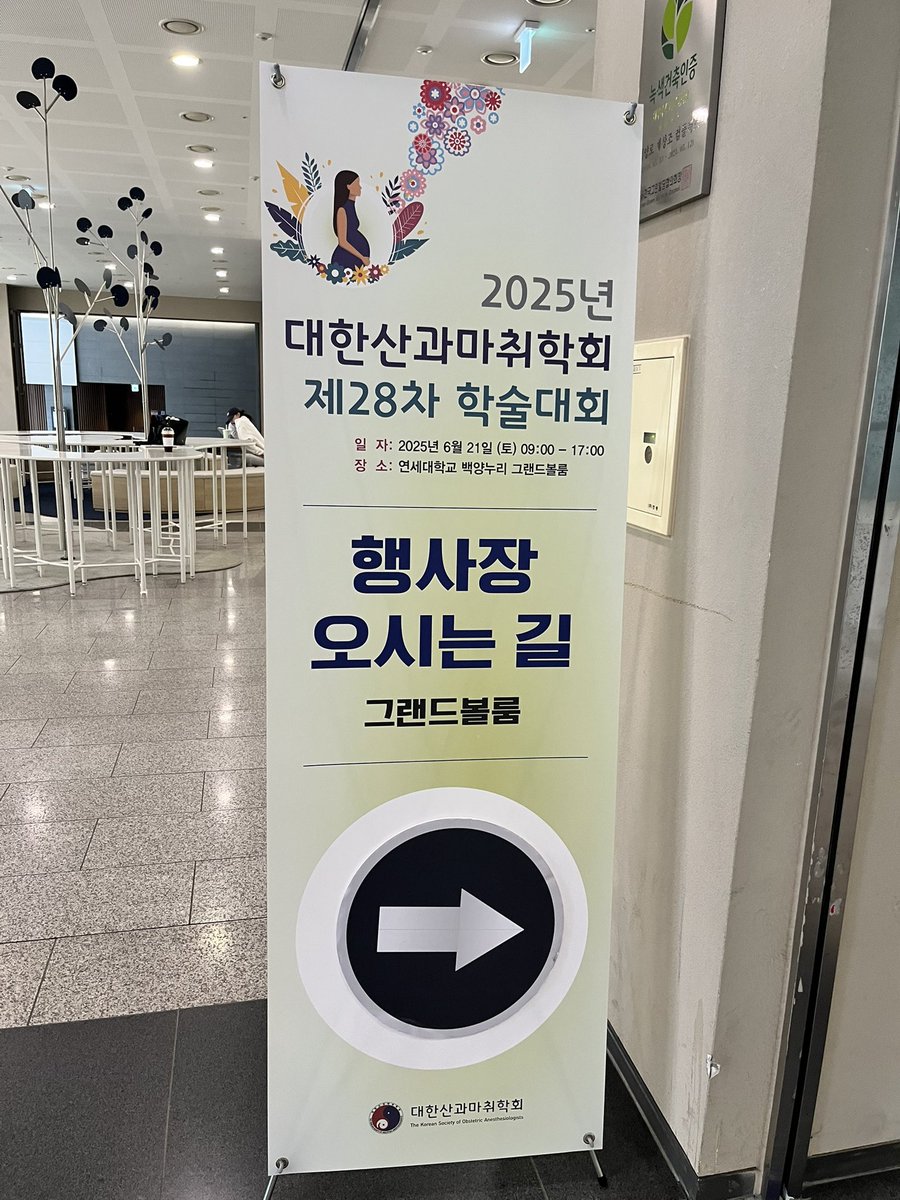 2025년
대한산과마취학회
제28차 학술대회
일 자: 2025년 6월 21일 (토) 09:00 – 17:00
장 소: 연세대학교 백양누리 그랜드볼룸
행사장
오시는 길
그랜드볼룸
대한산과마취학회
The Korean Society of Obstetric Anesthesiologists
녹색건축인증